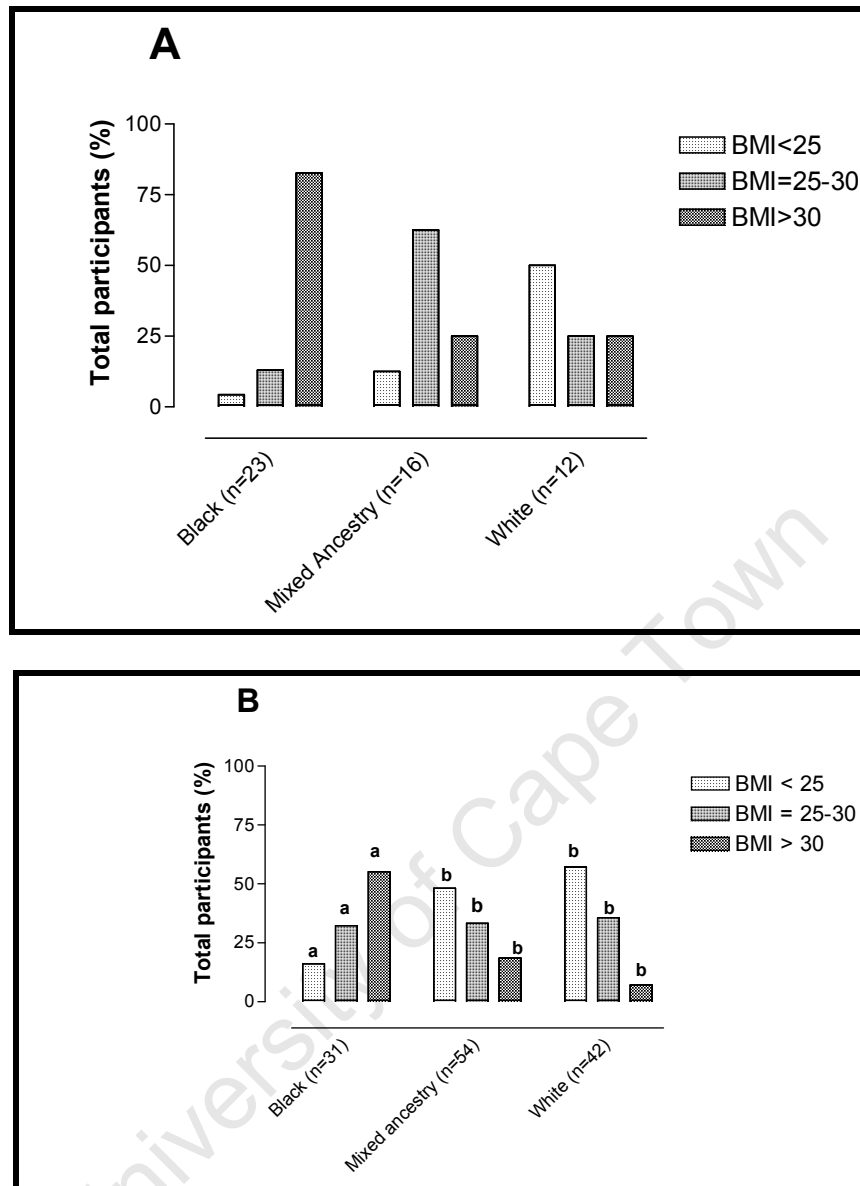 A
Total participants (%)
100
75
50
25
0
BMI<25
BMI=25-30
BMI>30
Black (n=23)
Mixed Ancestry (n=16)
White (n=12)
B
Total participants (%)
100
75
50
25
0
BMI < 25
BMI = 25-30
BMI > 30
a a a b b b b b b
Black (n=31)
Mixed ancestry (n=54)
White (n=42)
University of Cape Town